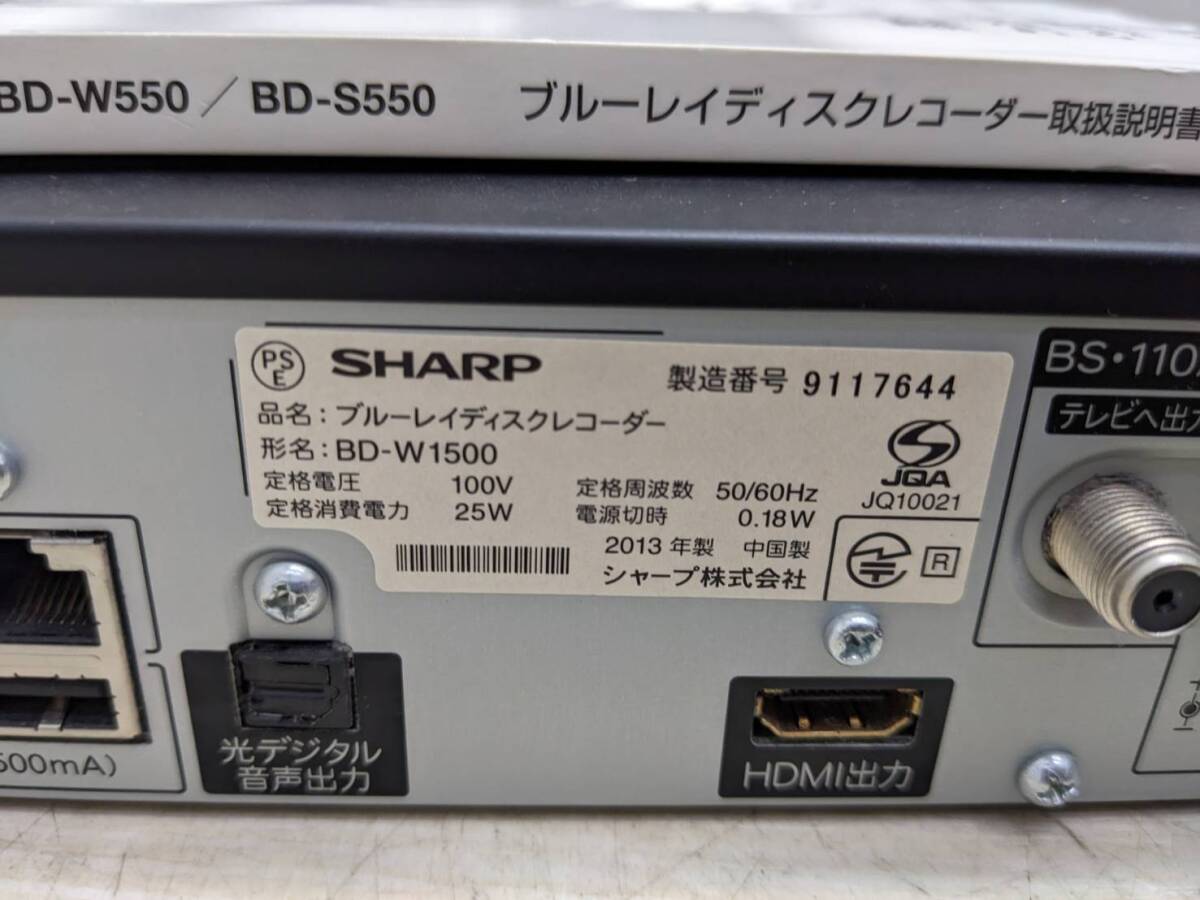 BD-W550／BD-S550 ブルーレイディスクレコーダー取扱説明書
PS
E
SHARP
製造番号 9117644
品名：ブルーレイディスクレコーダー
形名：BD-W1500
定格電圧 100V 定格周波数 50/60Hz
定格消費電力 25W 電源切時 0.18W
2013年製 中国製
シャープ株式会社
JQA
JQ10021
R
BS・110
テレビへ出力
500mA)
光デジタル
音声出力
HDMI出力